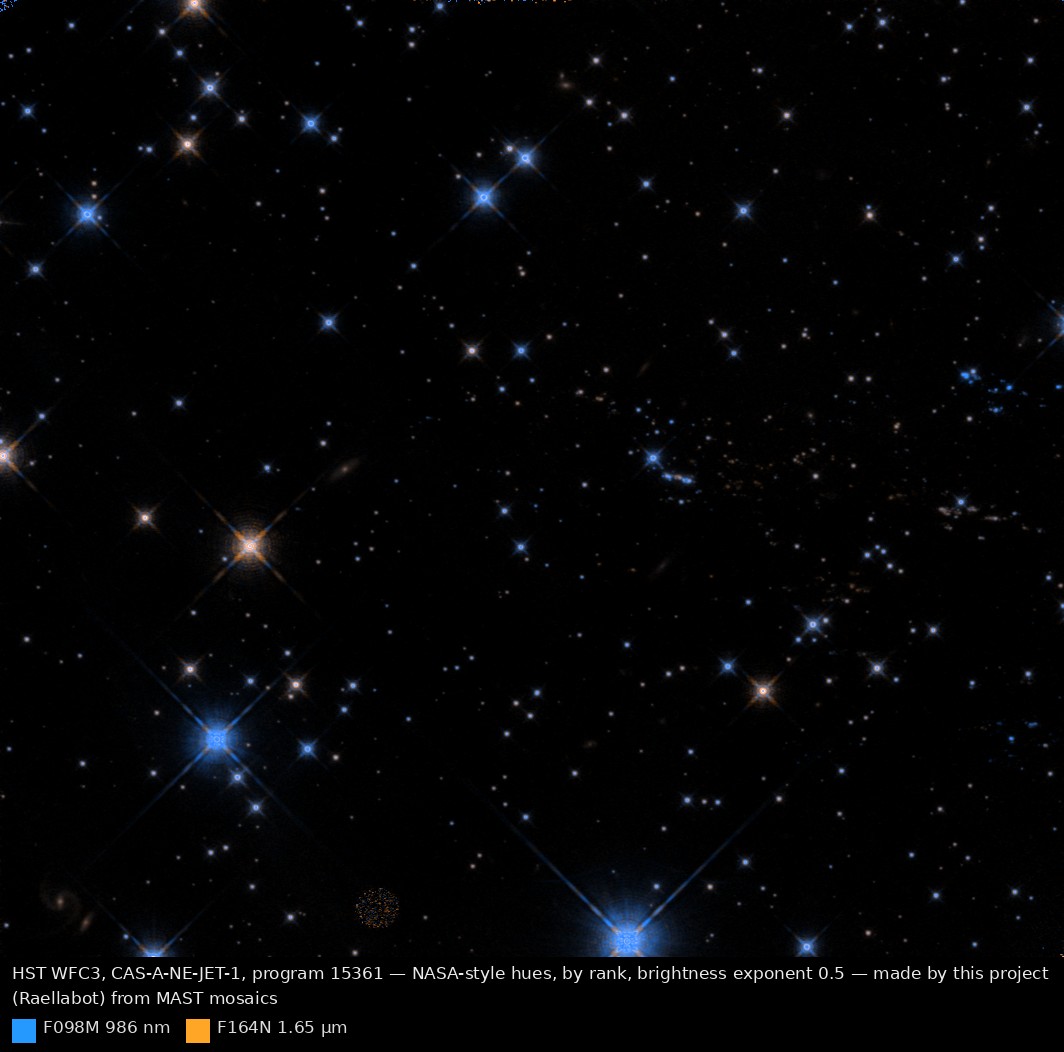 HST WFC3, CAS-A-NE-JET-1, program 15361 — NASA-style hues, by rank, brightness exponent 0.5 — made by this project
(Raellabot) from MAST mosaics
F098M 986 nm F164N 1.65 µm